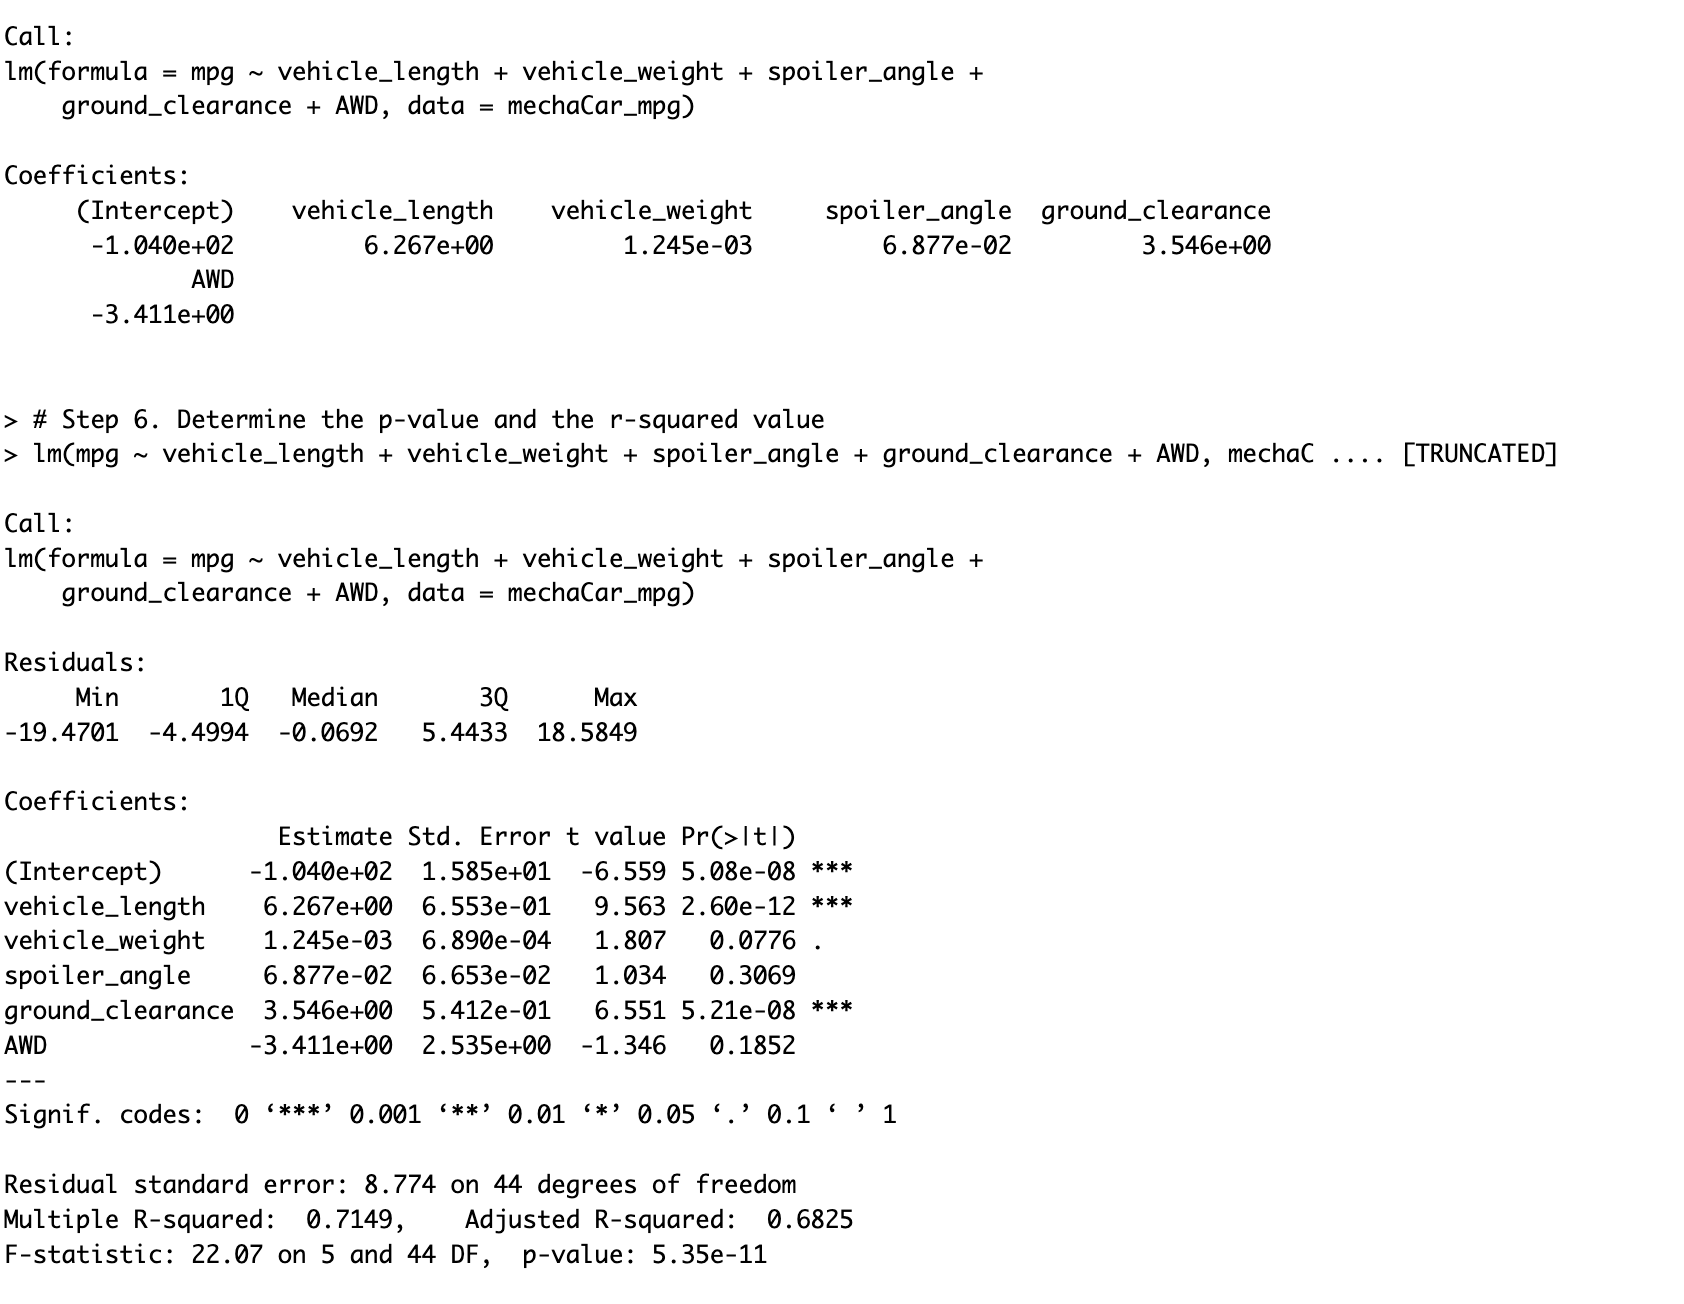 Call:
lm(formula = mpg ~ vehicle_length + vehicle_weight + spoiler_angle +
    ground_clearance + AWD, data = mechaCar_mpg)

Coefficients:
     (Intercept)    vehicle_length    vehicle_weight     spoiler_angle  ground_clearance
      -1.040e+02         6.267e+00         1.245e-03         6.877e-02         3.546e+00
             AWD
      -3.411e+00

> # Step 6. Determine the p-value and the r-squared value
> lm(mpg ~ vehicle_length + vehicle_weight + spoiler_angle + ground_clearance + AWD, mechaC .... [TRUNCATED]

Call:
lm(formula = mpg ~ vehicle_length + vehicle_weight + spoiler_angle +
    ground_clearance + AWD, data = mechaCar_mpg)

Residuals:
     Min       1Q   Median       3Q      Max
-19.4701  -4.4994  -0.0692   5.4433  18.5849

Coefficients:
                   Estimate Std. Error t value Pr(>|t|)
(Intercept)      -1.040e+02  1.585e+01  -6.559 5.08e-08 ***
vehicle_length    6.267e+00  6.553e-01   9.563 2.60e-12 ***
vehicle_weight    1.245e-03  6.890e-04   1.807   0.0776 .
spoiler_angle     6.877e-02  6.653e-02   1.034   0.3069
ground_clearance  3.546e+00  5.412e-01   6.551 5.21e-08 ***
AWD              -3.411e+00  2.535e+00  -1.346   0.1852
---
Signif. codes:  0 ‘***’ 0.001 ‘**’ 0.01 ‘*’ 0.05 ‘.’ 0.1 ‘ ’ 1

Residual standard error: 8.774 on 44 degrees of freedom
Multiple R-squared:  0.7149,    Adjusted R-squared:  0.6825
F-statistic: 22.07 on 5 and 44 DF,  p-value: 5.35e-11